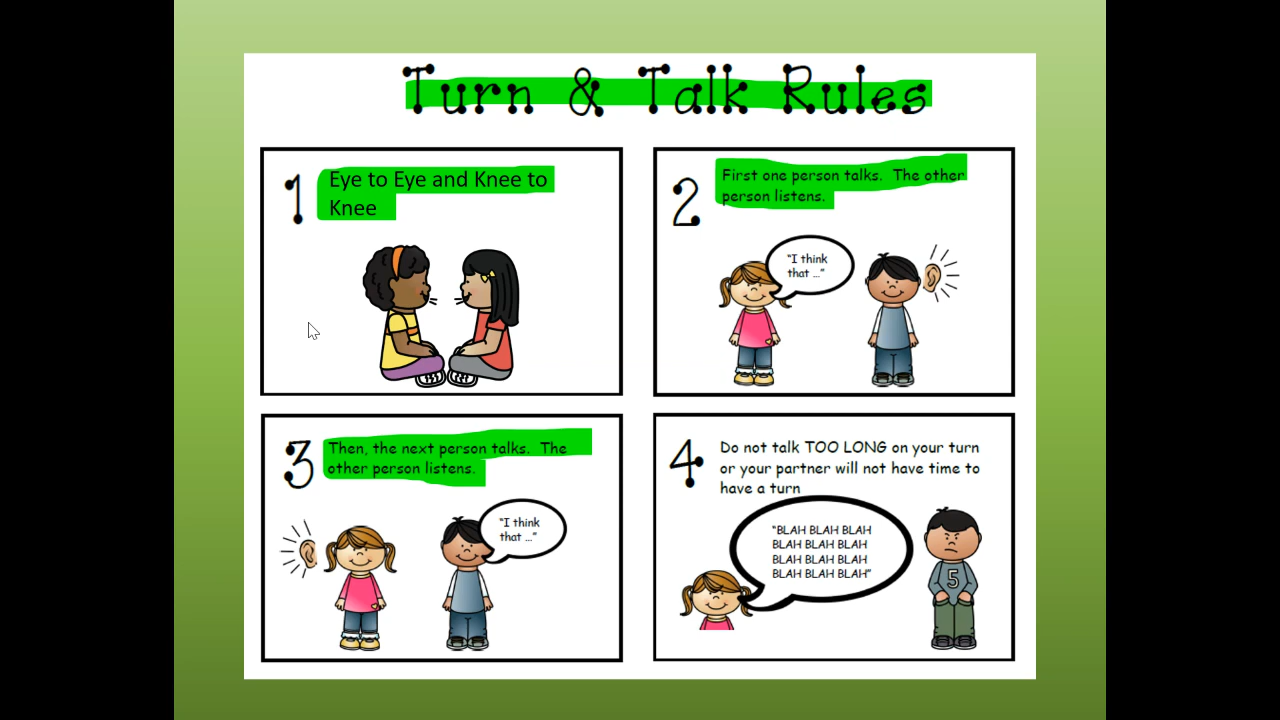 Turn & Talk Rules
1
Eye to Eye and Knee to
Knee
2
First one person talks. The other
person listens.
"I think
that ..."
3
Then, the next person talks. The
other person listens.
"I think
that ..."
4
Do not talk TOO LONG on your turn
or your partner will not have time to
have a turn
"BLAH BLAH BLAH
BLAH BLAH BLAH
BLAH BLAH BLAH
BLAH BLAH BLAH"
5